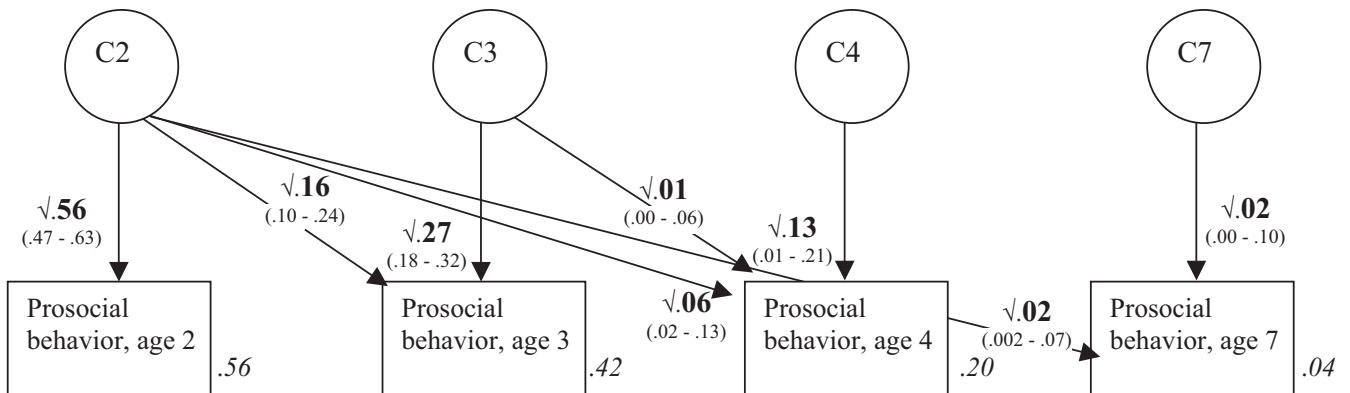 C2
C3
C4
C7
√.56
(.47 - .63)
√.16
(.10 - .24)
√.27
(.18 - .32)
√.01
(.00 - .06)
√.13
(.01 - .21)
√.06
(.02 - .13)
√.02
(.00 - .10)
√.02
(.002 - .07)
Prosocial
behavior, age 2
.56
Prosocial
behavior, age 3
.42
Prosocial
behavior, age 4
.20
Prosocial
behavior, age 7
.04